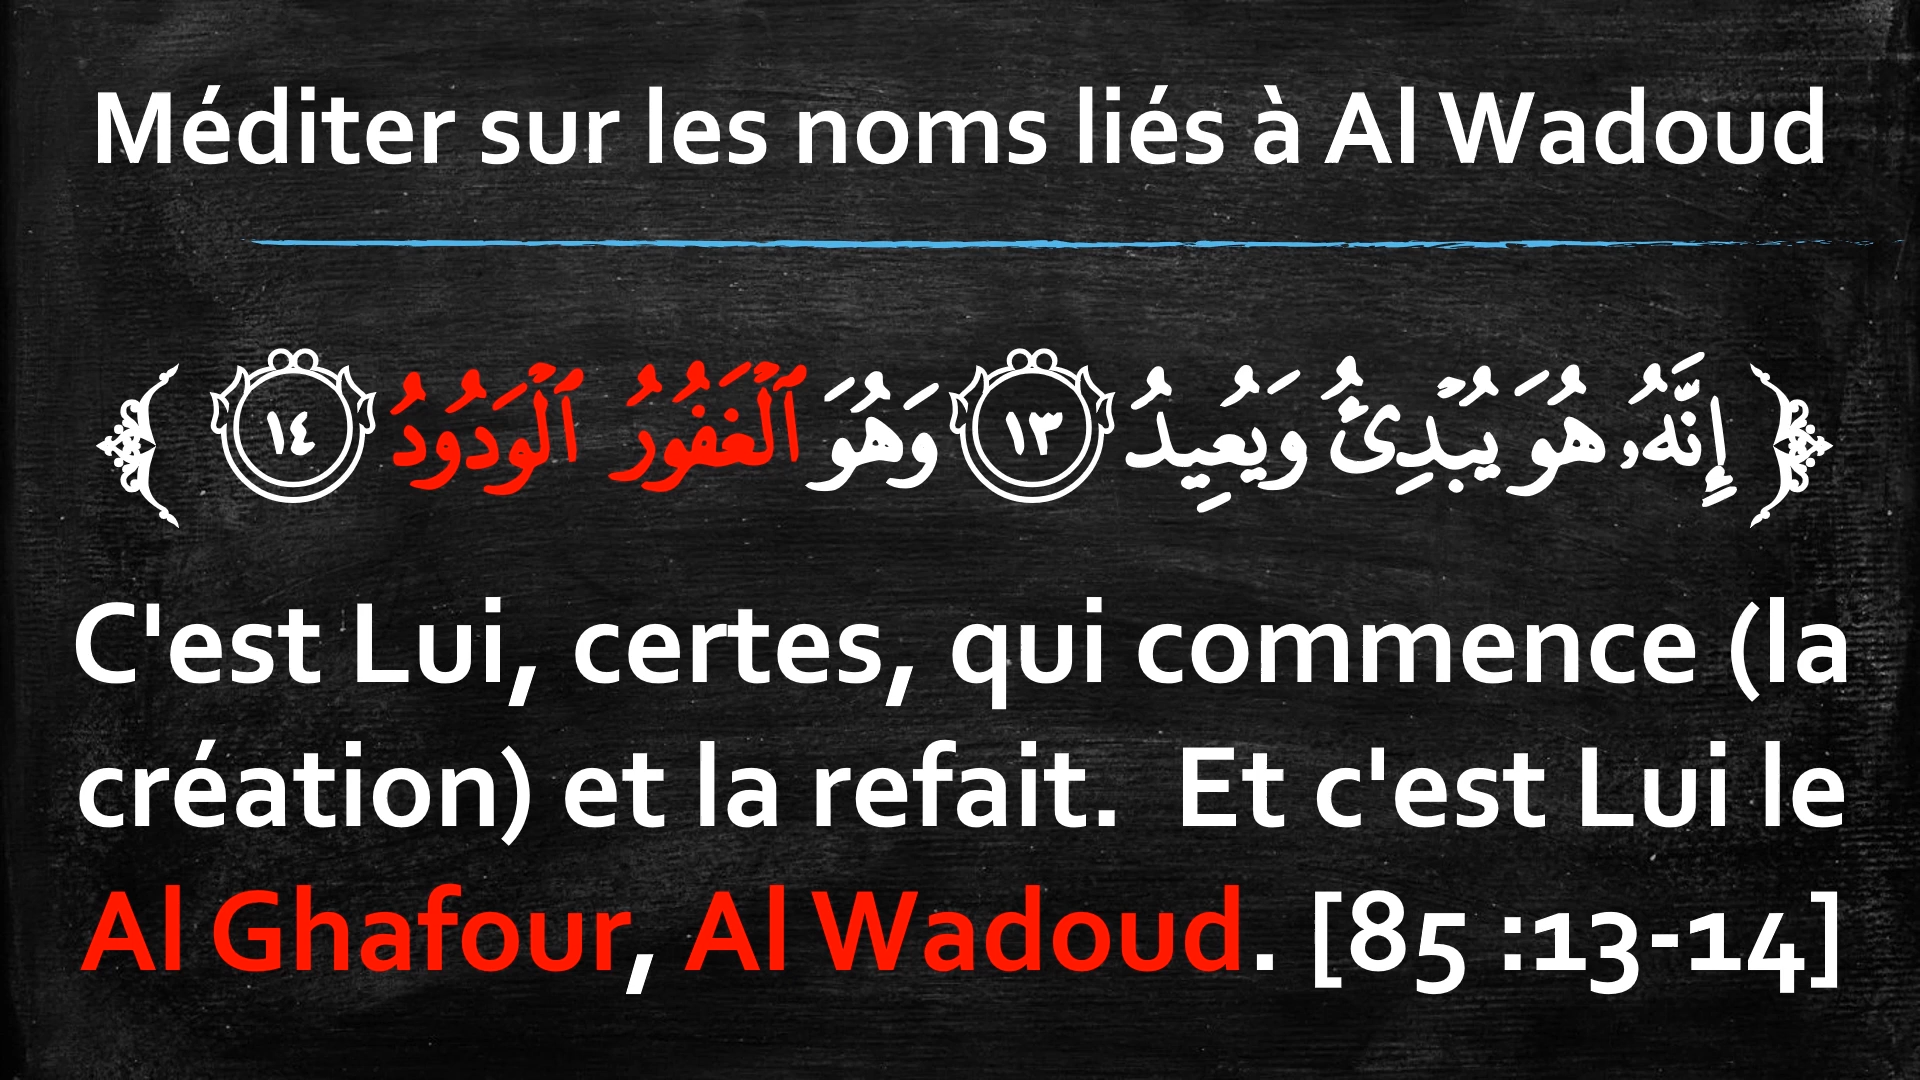 Méditer sur les noms liés à Al Wadoud
﴿ إِنَّهُۥ هُوَ يُبۡدِئُ وَيُعِيدُ ١٣ وَهُوَ ٱلۡغَفُورُ ٱلۡوَدُودُ ١٤ ﴾
C'est Lui, certes, qui commence (la
création) et la refait. Et c'est Lui le
Al Ghafour, Al Wadoud. [85 :13-14]